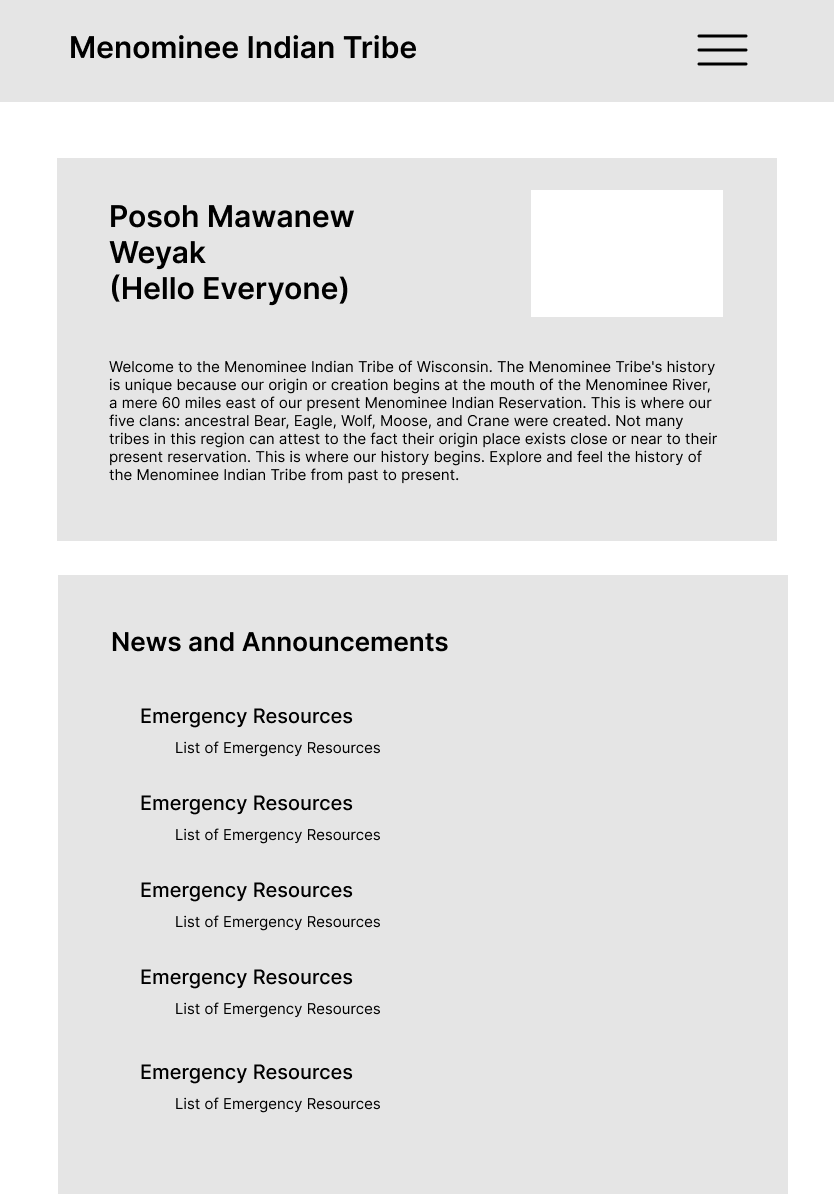 Menominee Indian Tribe
Posoh Mawanew
Weyak
(Hello Everyone)
Welcome to the Menominee Indian Tribe of Wisconsin. The Menominee Tribe's history
is unique because our origin or creation begins at the mouth of the Menominee River,
a mere 60 miles east of our present Menominee Indian Reservation. This is where our
five clans: ancestral Bear, Eagle, Wolf, Moose, and Crane were created. Not many
tribes in this region can attest to the fact their origin place exists close or near to their
present reservation. This is where our history begins. Explore and feel the history of
the Menominee Indian Tribe from past to present.
News and Announcements
Emergency Resources
List of Emergency Resources
Emergency Resources
List of Emergency Resources
Emergency Resources
List of Emergency Resources
Emergency Resources
List of Emergency Resources
Emergency Resources
List of Emergency Resources